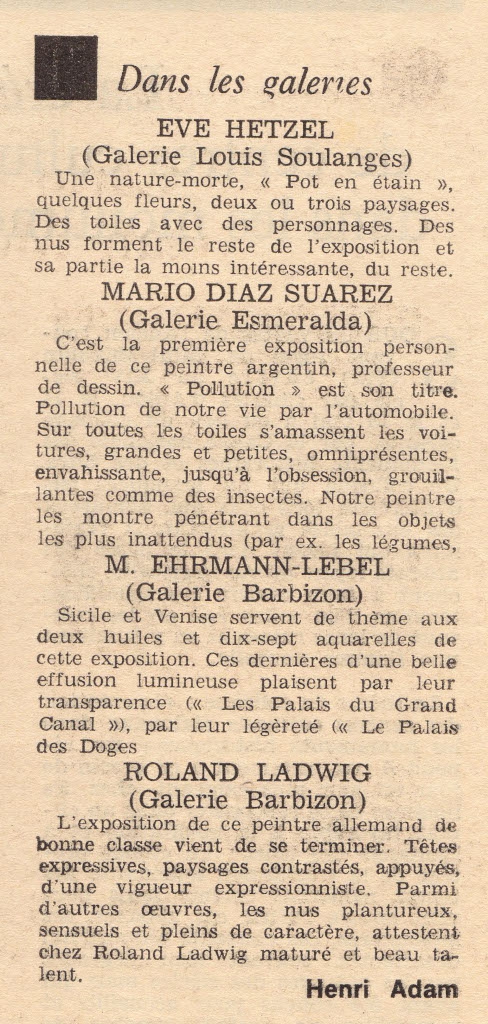 Dans les galeries
EVE HETZEL
(Galerie Louis Soulanges)
Une nature-morte, « Pot en étain »,
quelques fleurs, deux ou trois paysages.
Des toiles avec des personnages. Des
nus forment le reste de l'exposition et
sa partie la moins intéressante, du reste.
MARIO DIAZ SUAREZ
(Galerie Esmeralda)
C'est la première exposition person-
nelle de ce peintre argentin, professeur
de dessin. « Pollution » est son titre.
Pollution de notre vie par l'automobile.
Sur toutes les toiles s'amassent les voi-
tures, grandes et petites, omniprésentes,
envahissante, jusqu'à l'obsession, grouil-
lantes comme des insectes. Notre peintre
les montre pénétrant dans les objets
les plus inattendus (par ex. les légumes,
M. EHRMANN-LEBEL
(Galerie Barbizon)
Sicile et Venise servent de thème aux
deux huiles et dix-sept aquarelles de
cette exposition. Ces dernières d'une belle
effusion lumineuse plaisent par leur
transparence (« Les Palais du Grand
Canal »), par leur légèreté (« Le Palais
des Doges
ROLAND LADWIG
(Galerie Barbizon)
L'exposition de ce peintre allemand de
bonne classe vient de se terminer. Têtes
expressives, paysages contrastés, appuyés,
d'une vigueur expressionniste. Parmi
d'autres œuvres, les nus plantureux,
sensuels et pleins de caractère, attestent
chez Roland Ladwig maturé et beau ta-
lent.
Henri Adam